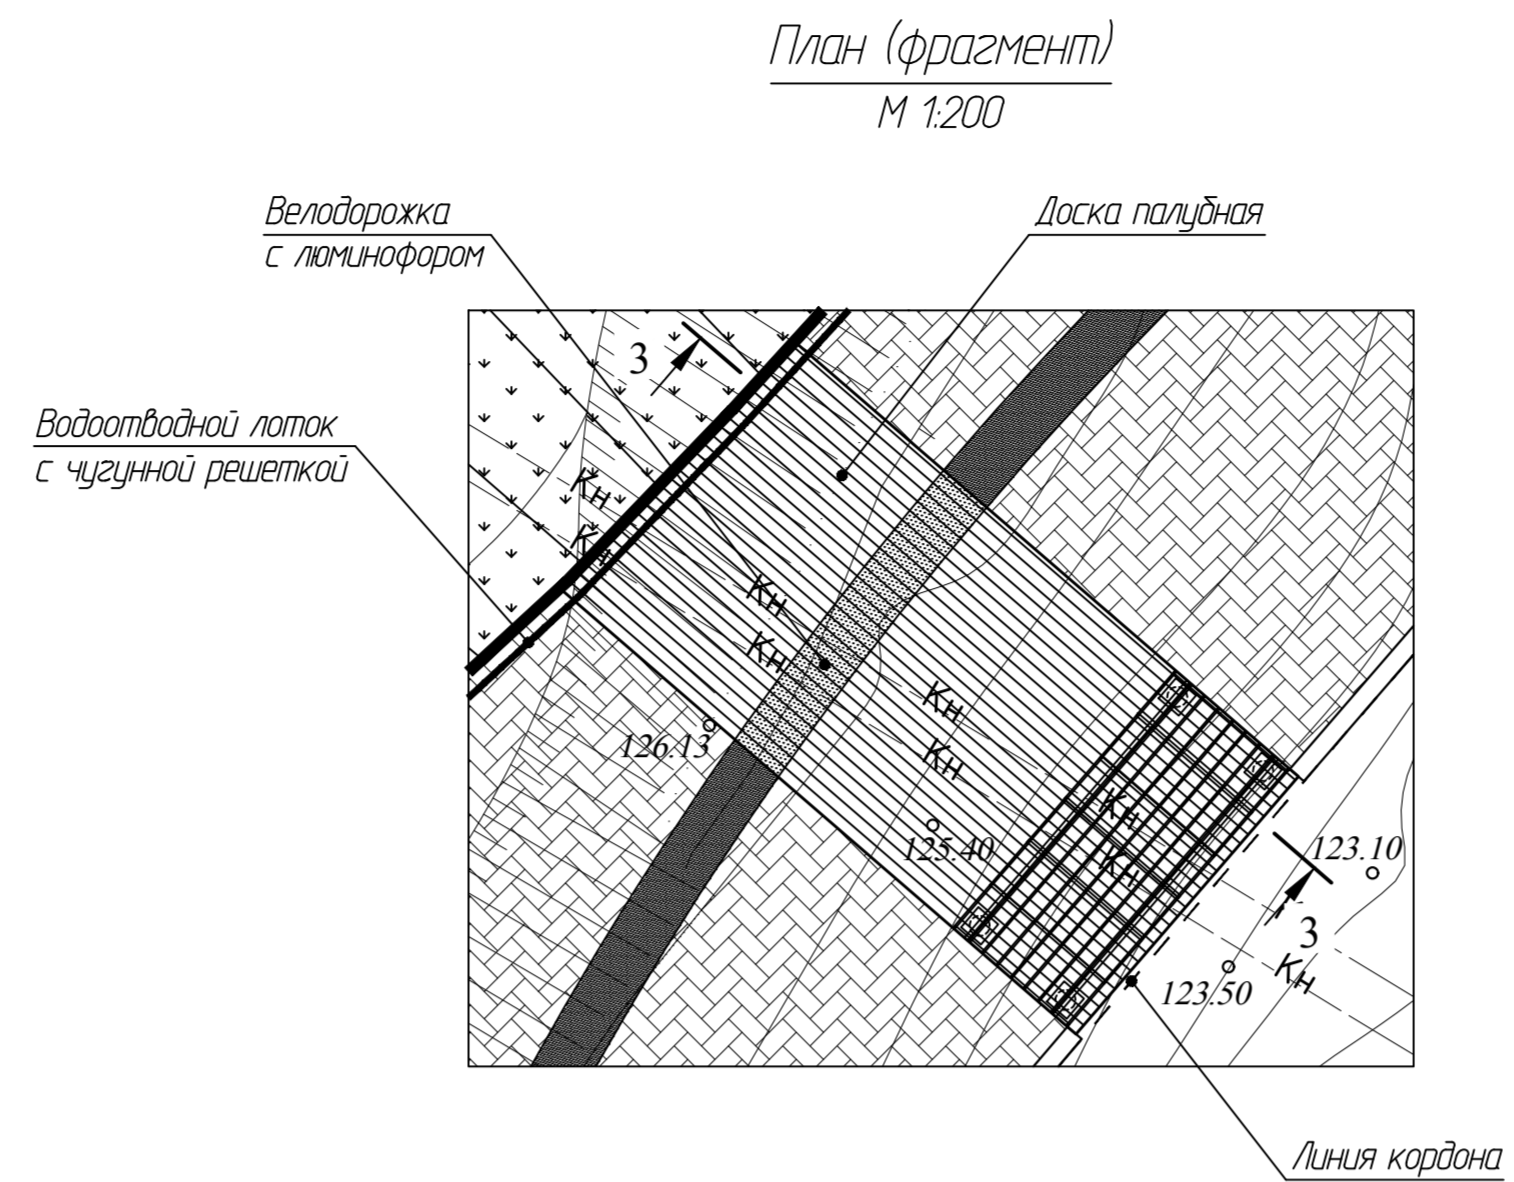 План (фрагмент)
М 1:200
Велодорожка
с люминофором
Доска палубная
Водоотводной лоток
с чугунной решеткой
3
Кн
Кн
Кн
Кн
126.13
Кн
Кн
125.40
Кн
Кн
123.10
3
Кн
123.50
Линия кордона